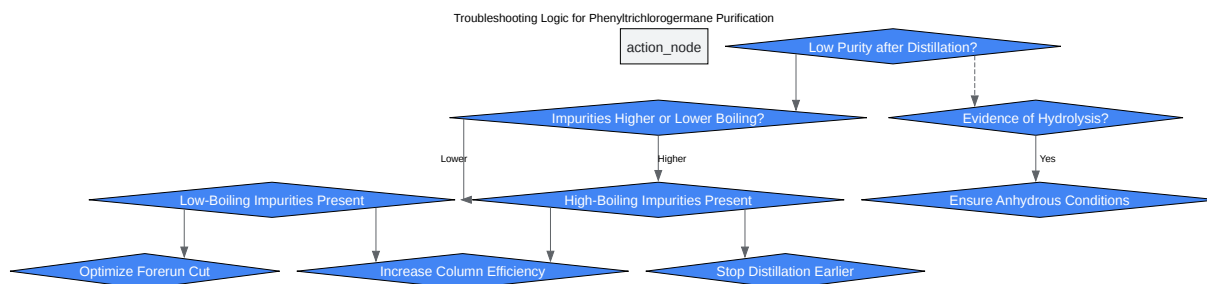 Troubleshooting Logic for Phenyltrichlorogermane Purification
action_node
Low Purity after Distillation?
Impurities Higher or Lower Boiling?
Evidence of Hydrolysis?
Lower
Higher
Yes
Low-Boiling Impurities Present
High-Boiling Impurities Present
Ensure Anhydrous Conditions
Optimize Forerun Cut
Increase Column Efficiency
Stop Distillation Earlier